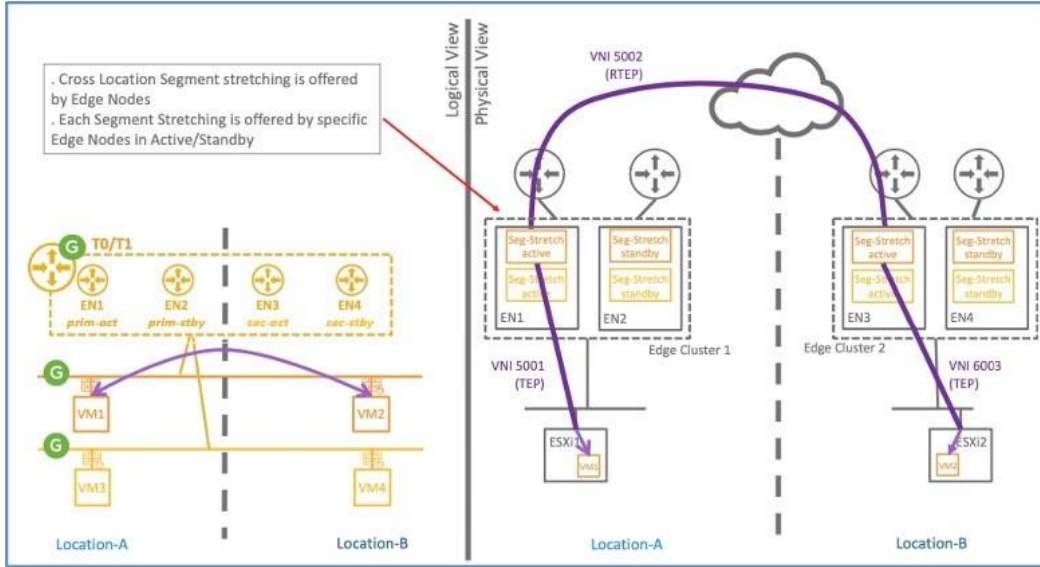 . Cross Location Segment stretching is offered
by Edge Nodes
. Each Segment Stretching is offered by specific
Edge Nodes in Active/Standby
Logical View
Physical View
VNI 5002
(RTEP)
G T0/T1
EN1 EN2 EN3 EN4
prim-act prim-stby sec-act sec-stby
G
VM1 VM2
G
VM3 VM4
Location-A Location-B
Seg-Stretch
active
Seg-Stretch
active
EN1
Seg-Stretch
standby
Seg-Stretch
standby
EN2
Edge Cluster 1
Seg-Stretch
active
Seg-Stretch
active
EN3
Seg-Stretch
standby
Seg-Stretch
standby
EN4
Edge Cluster 2
VNI 5001
(TEP)
VNI 6003
(TEP)
ESXi1
VM1
ESXi2
VM2
Location-A Location-B